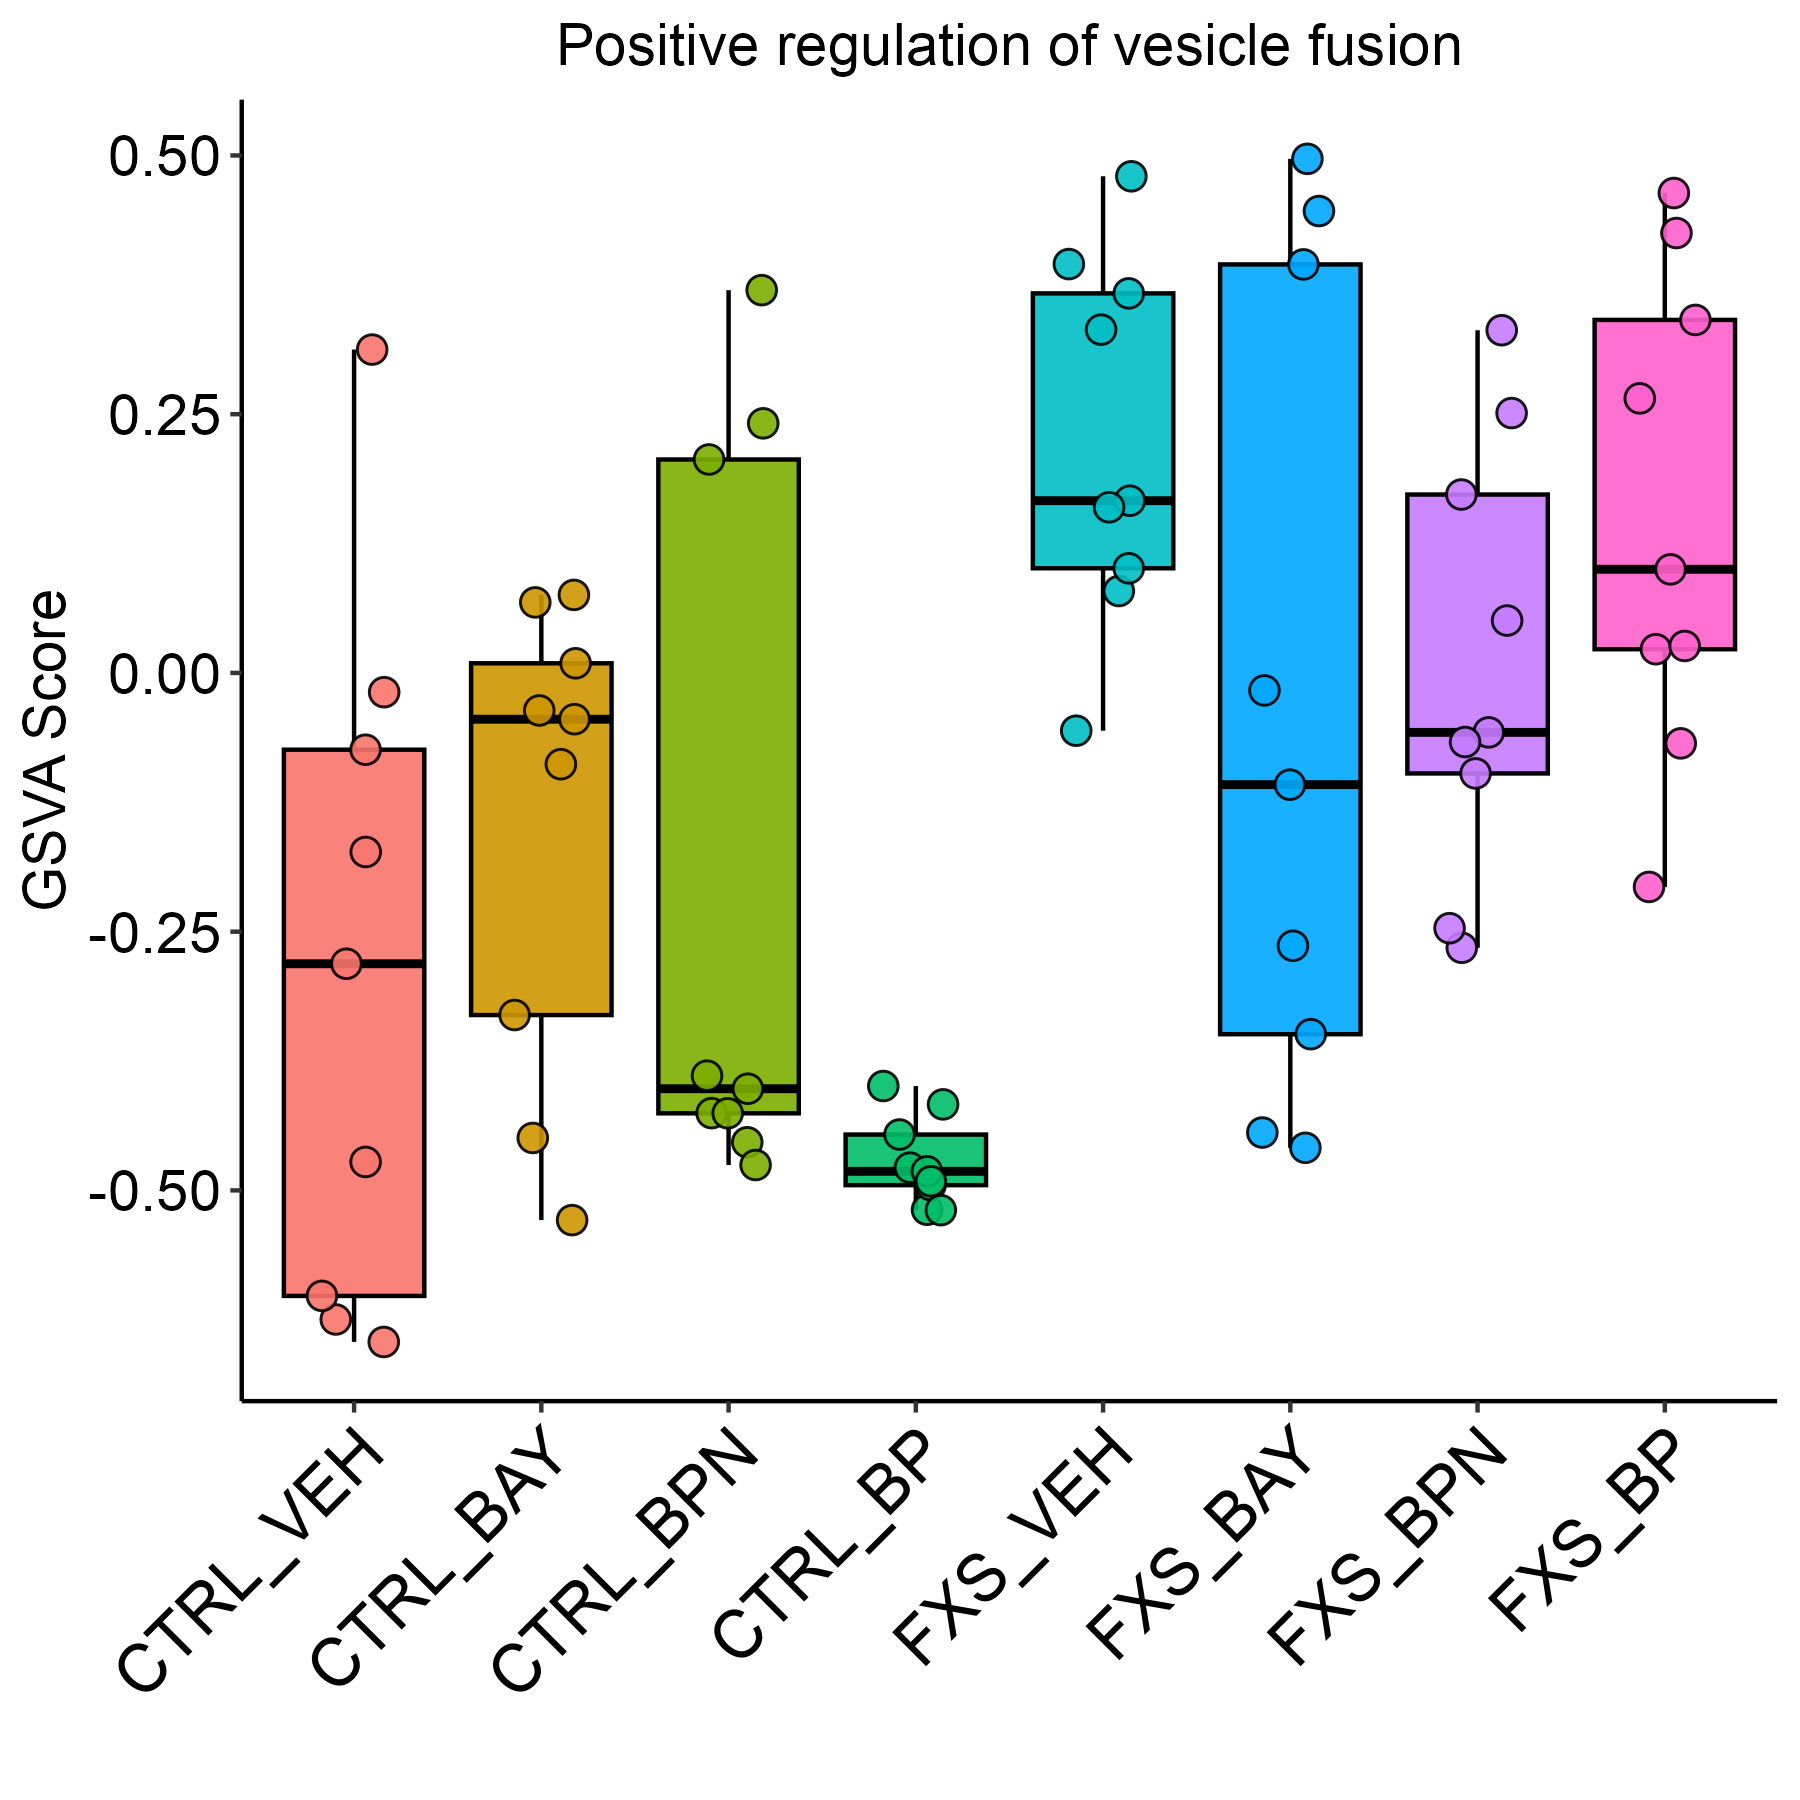 Positive regulation of vesicle fusion
GSVA Score
0.50
0.25
0.00
-0.25
-0.50
CTRL_VEH
CTRL_BAY
CTRL_BPN
CTRL_BP
FXS_VEH
FXS_BAY
FXS_BPN
FXS_BP